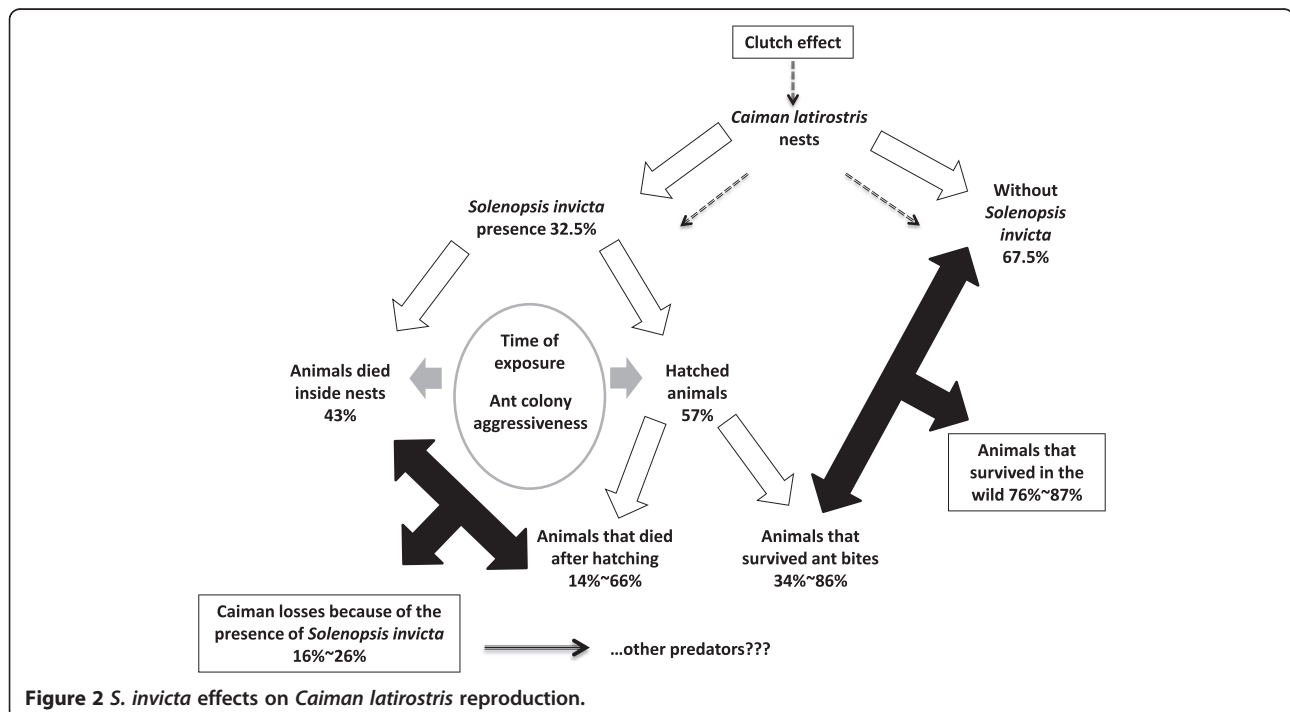 Clutch effect
Caiman latirostris
nests
Solenopsis invicta
presence 32.5%
Without
Solenopsis
invicta
67.5%
Time of
exposure
Ant colony
aggressiveness
Animals died
inside nests
43%
Hatched
animals
57%
Animals that
survived in the
wild 76%~87%
Animals that died
after hatching
14%~66%
Animals that
survived ant bites
34%~86%
Caiman losses because of the
presence of Solenopsis invicta
16%~26%
...other predators???
Figure 2 S. invicta effects on Caiman latirostris reproduction.